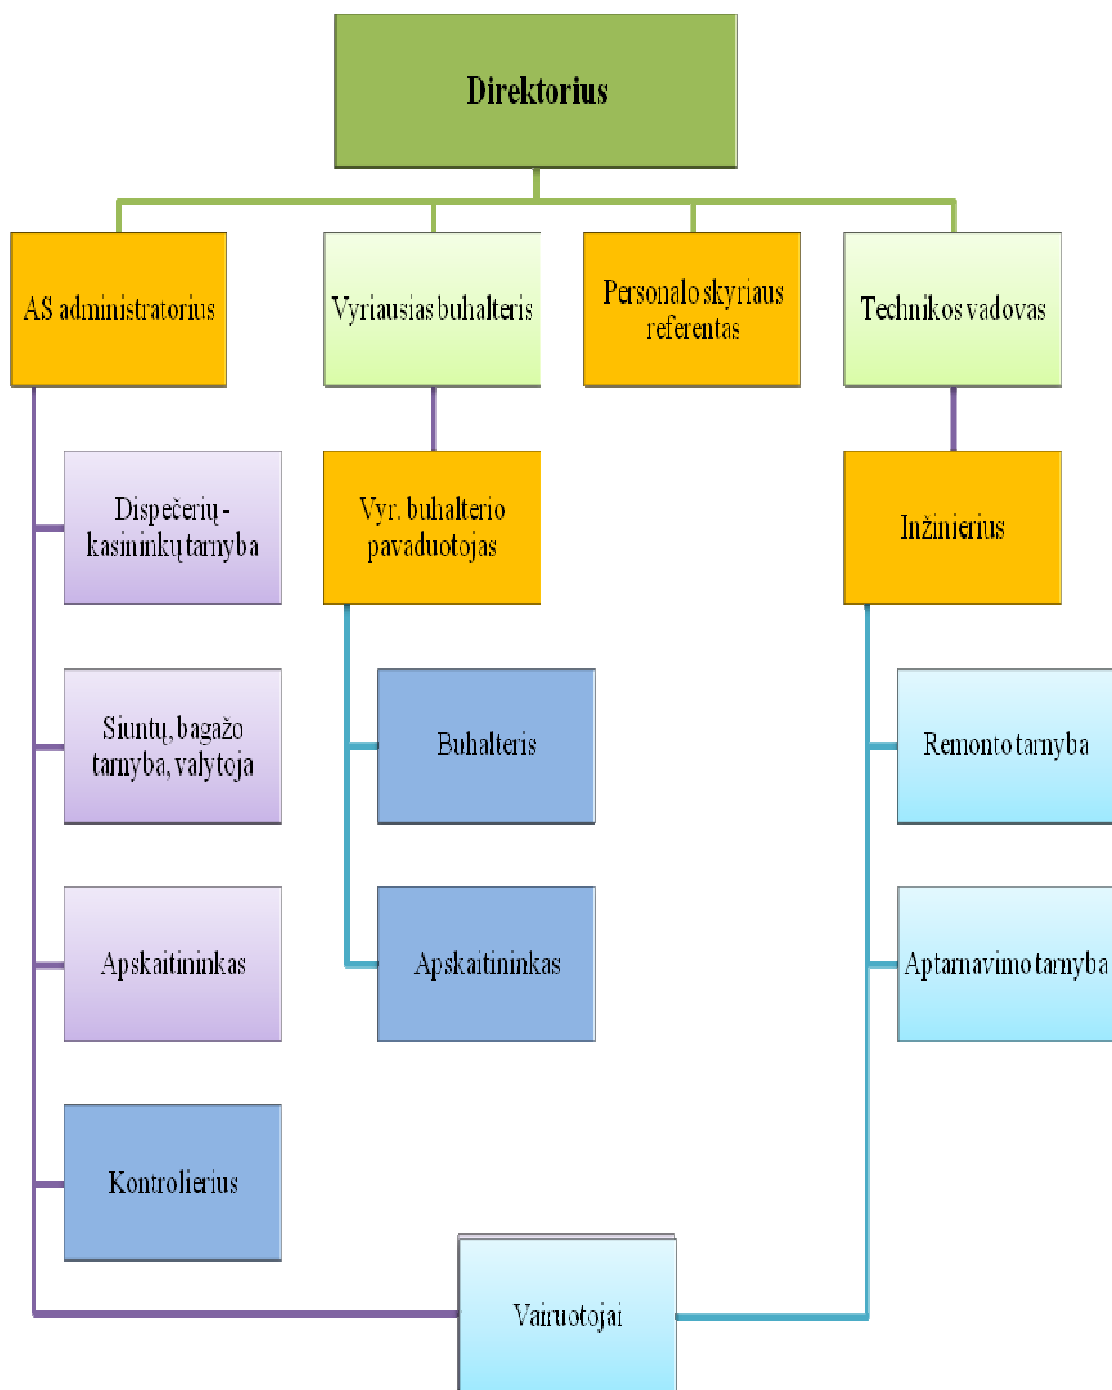 Direktorius
AS administratorius
Vyriausias buhalteris
Personalo skyriaus
referentas
Technikos vadovas
Dispečerių -
kasininkų tarnyba
Vyr. buhalterio
pavaduotojas
Inžinierius
Siuntų, bagažo
tarnyba, valytoja
Buhalteris
Remonto tarnyba
Apskaitininkas
Apskaitininkas
Aptarnavimo tarnyba
Kontrolierius
Vairuotojai